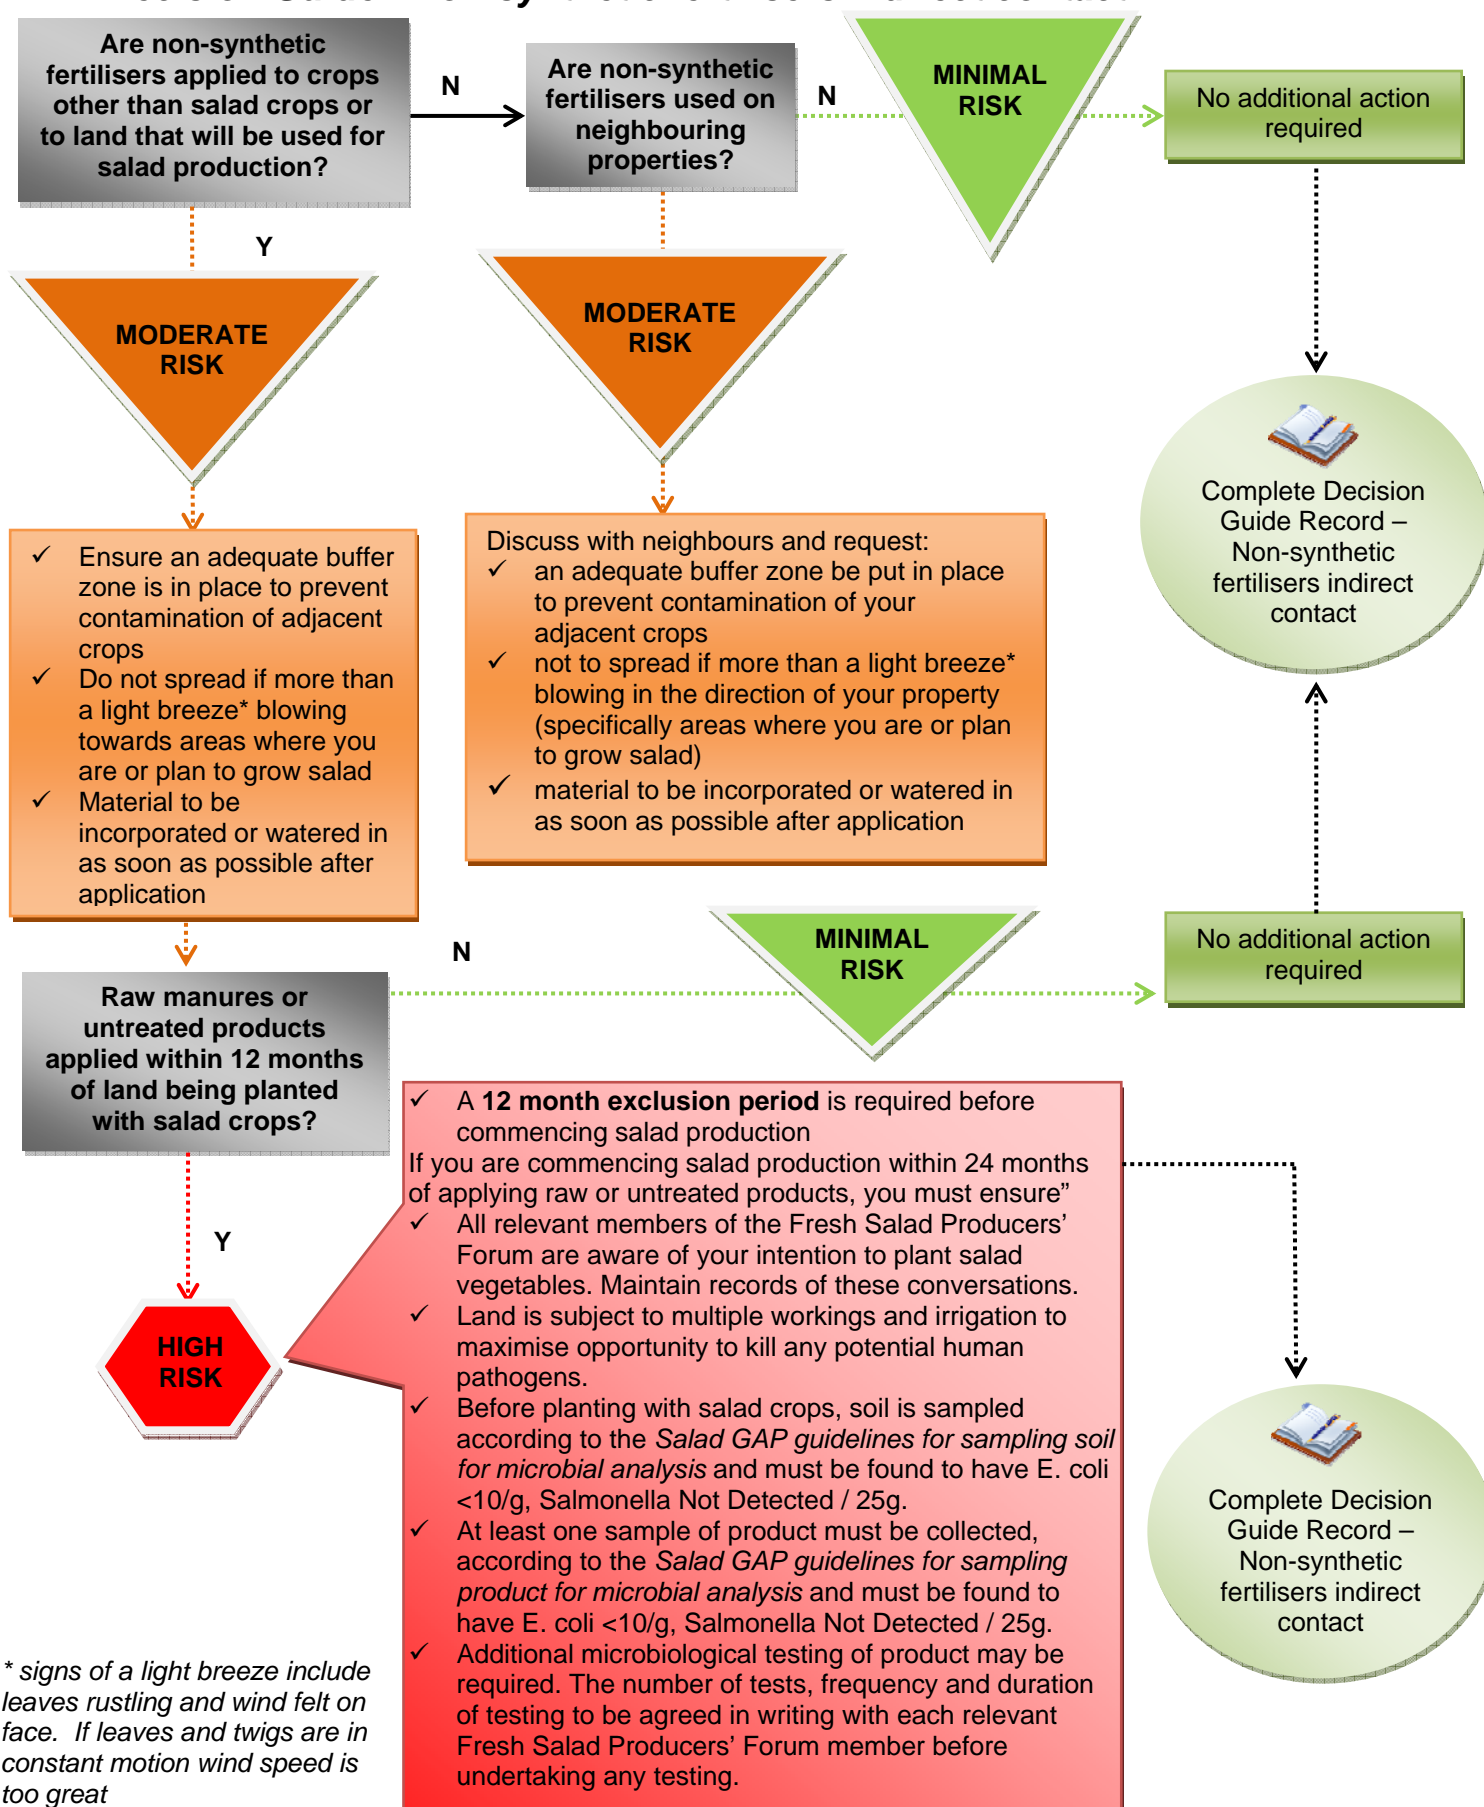 Are non-synthetic
fertilisers applied to crops
other than salad crops or
to land that will be used for
salad production?
N
Are non-synthetic
fertilisers used on
neighbouring
properties?
N
MINIMAL
RISK
No additional action
required
Y
MODERATE
RISK
MODERATE
RISK
Complete Decision
Guide Record –
Non-synthetic
fertilisers indirect
contact
✓ Ensure an adequate buffer
zone is in place to prevent
contamination of adjacent
crops
✓ Do not spread if more than
a light breeze* blowing
towards areas where you
are or plan to grow salad
✓ Material to be
incorporated or watered in
as soon as possible after
application
Discuss with neighbours and request:
✓ an adequate buffer zone be put in place
to prevent contamination of your
adjacent crops
✓ not to spread if more than a light breeze*
blowing in the direction of your property
(specifically areas where you are or plan
to grow salad)
✓ material to be incorporated or watered in
as soon as possible after application
N
MINIMAL
RISK
No additional action
required
Raw manures or
untreated products
applied within 12 months
of land being planted
with salad crops?
Y
HIGH
RISK
✓ A 12 month exclusion period is required before
commencing salad production
If you are commencing salad production within 24 months
of applying raw or untreated products, you must ensure”
✓ All relevant members of the Fresh Salad Producers’
Forum are aware of your intention to plant salad
vegetables. Maintain records of these conversations.
✓ Land is subject to multiple workings and irrigation to
maximise opportunity to kill any potential human
pathogens.
✓ Before planting with salad crops, soil is sampled
according to the Salad GAP guidelines for sampling soil
for microbial analysis and must be found to have E. coli
<10/g, Salmonella Not Detected / 25g.
✓ At least one sample of product must be collected,
according to the Salad GAP guidelines for sampling
product for microbial analysis and must be found to
have E. coli <10/g, Salmonella Not Detected / 25g.
✓ Additional microbiological testing of product may be
required. The number of tests, frequency and duration
of testing to be agreed in writing with each relevant
Fresh Salad Producers’ Forum member before
undertaking any testing.
Complete Decision
Guide Record –
Non-synthetic
fertilisers indirect
contact
* signs of a light breeze include
leaves rustling and wind felt on
face. If leaves and twigs are in
constant motion wind speed is
too great